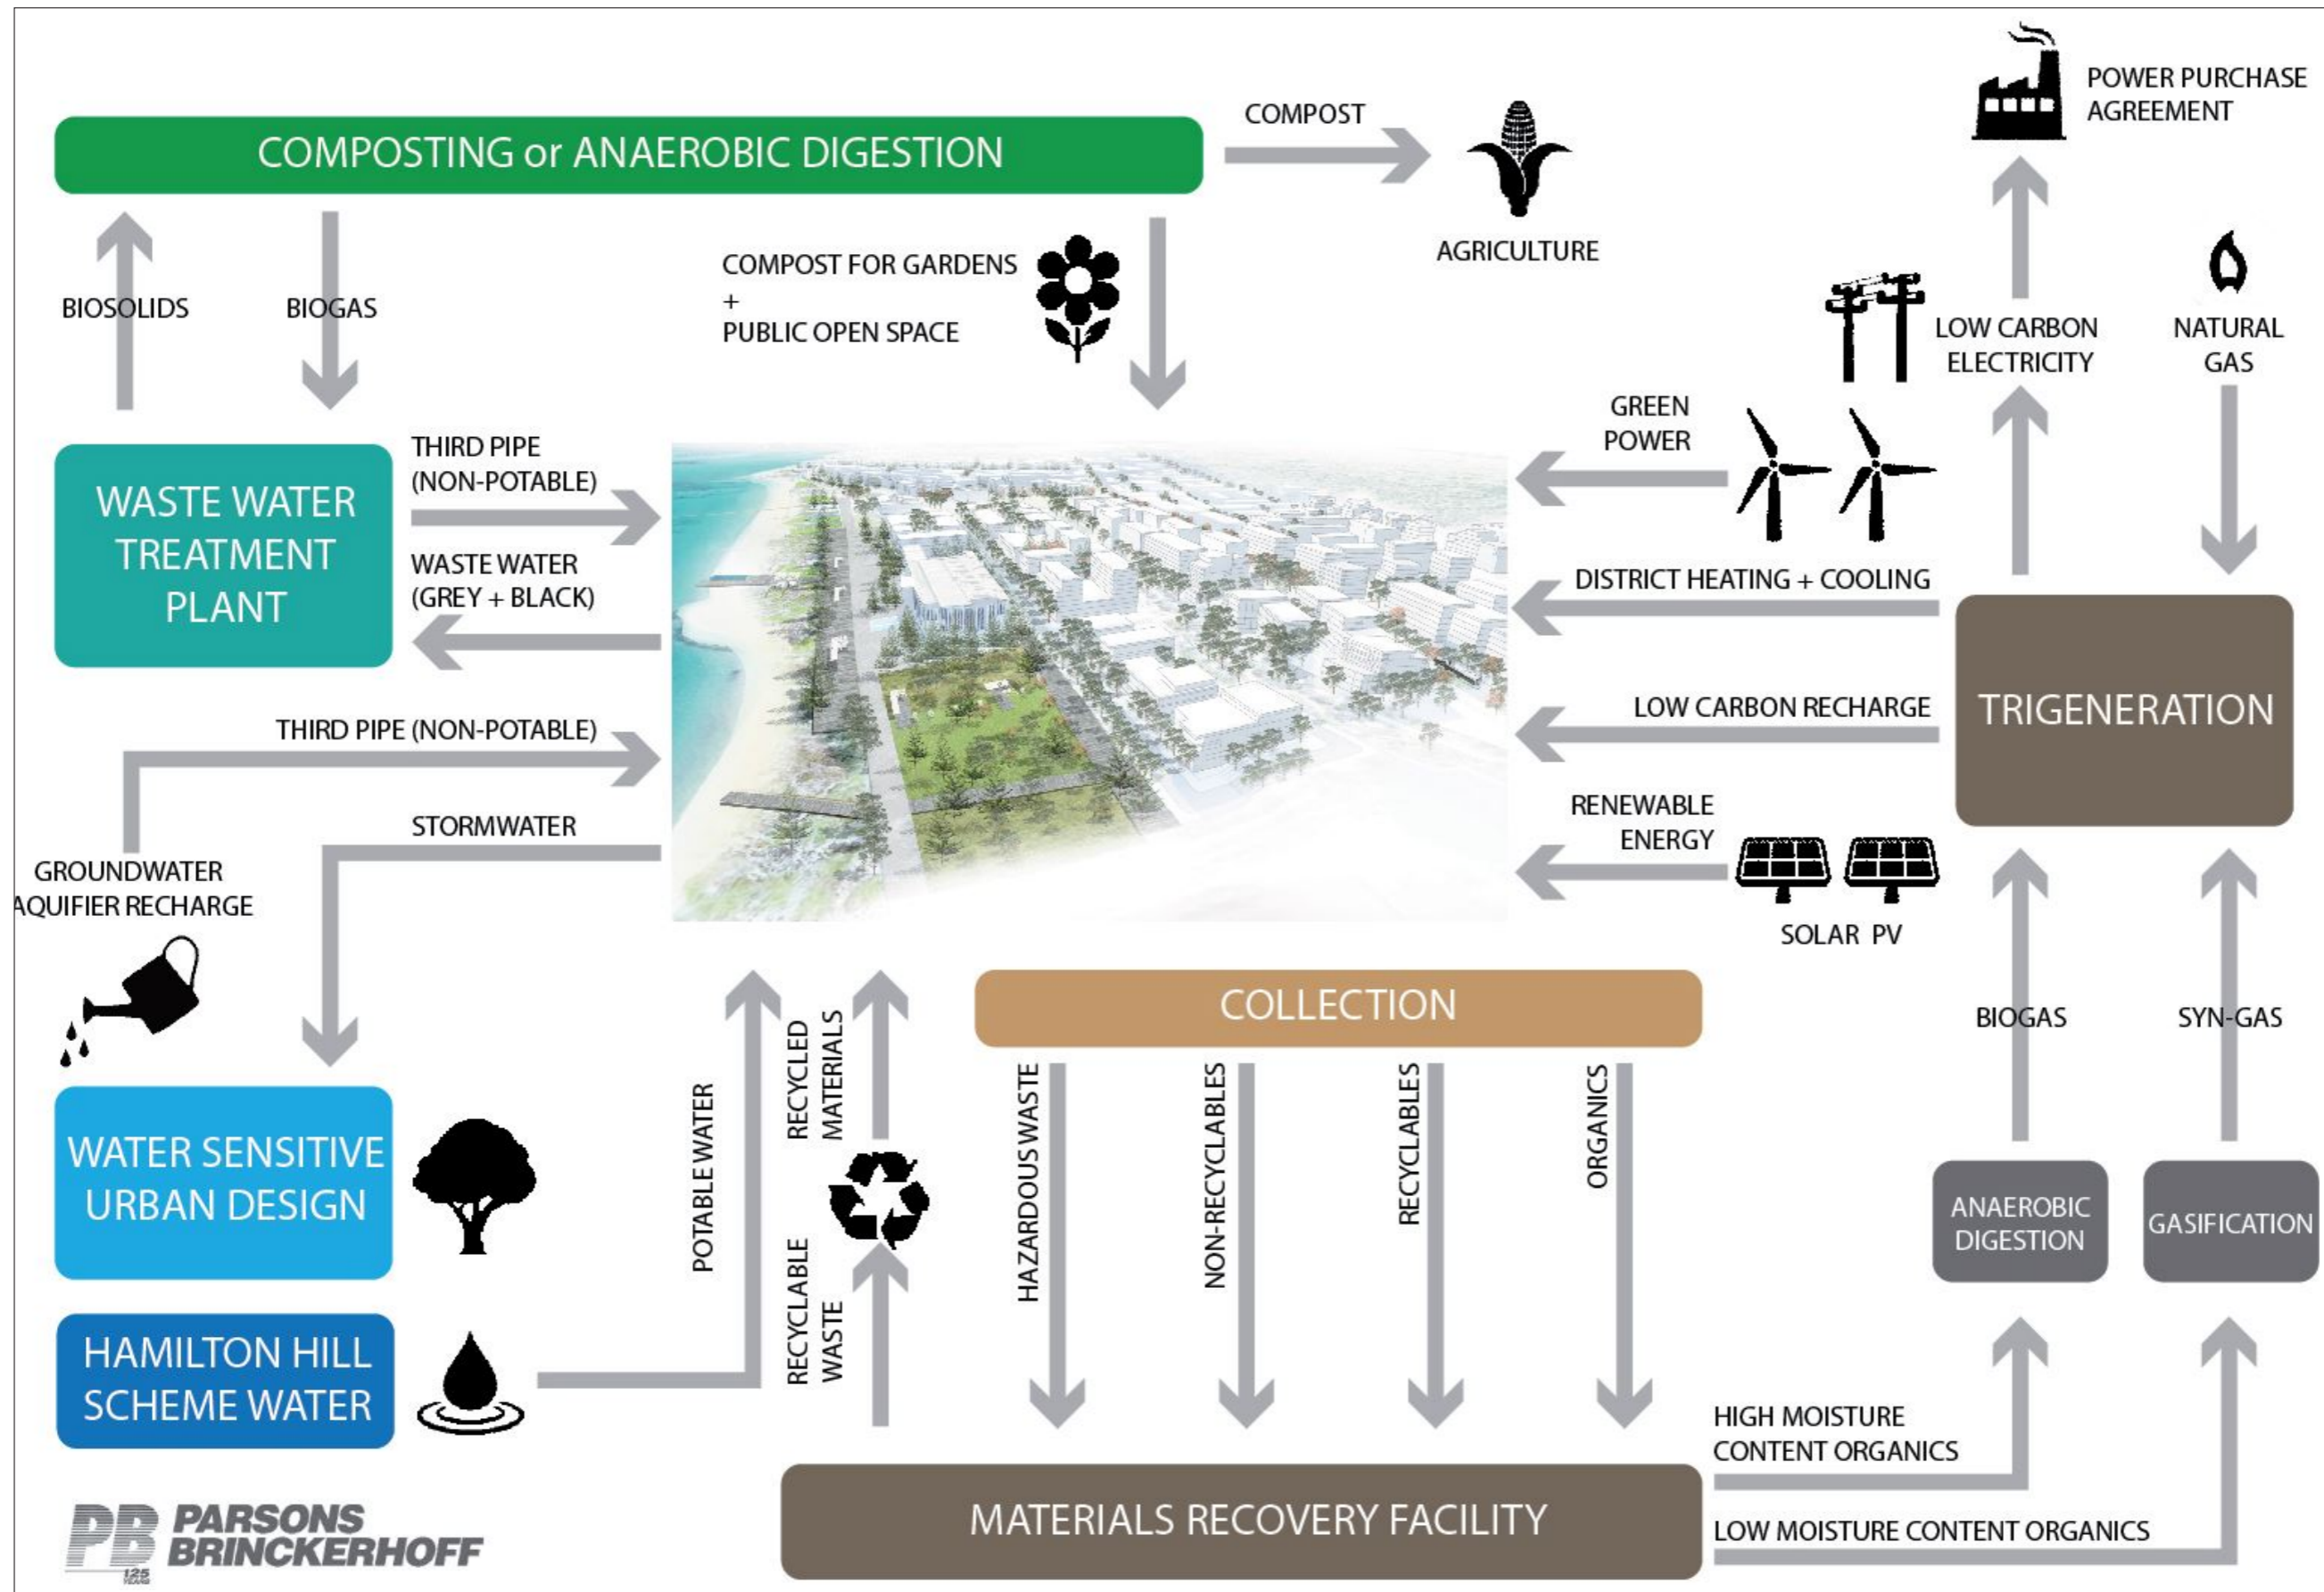 COMPOSTING or ANAEROBIC DIGESTION
COMPOST
AGRICULTURE
POWER PURCHASE
AGREEMENT
BIOSOLIDS
BIOGAS
COMPOST FOR GARDENS
+
PUBLIC OPEN SPACE
LOW CARBON
ELECTRICITY
NATURAL
GAS
GREEN
POWER
WASTE WATER
TREATMENT
PLANT
THIRD PIPE
(NON-POTABLE)
WASTE WATER
(GREY + BLACK)
DISTRICT HEATING + COOLING
LOW CARBON RECHARGE
TRIGENERATION
THIRD PIPE (NON-POTABLE)
STORMWATER
RENEWABLE
ENERGY
SOLAR PV
GROUNDWATER
AQUIFIER RECHARGE
COLLECTION
BIOGAS
SYN-GAS
POTABLE WATER
RECYCLED
MATERIALS
RECYCLABLE
WASTE
HAZARDOUS WASTE
NON-RECYCLABLES
RECYCLABLES
ORGANICS
WATER SENSITIVE
URBAN DESIGN
ANAEROBIC
DIGESTION
GASIFICATION
HAMILTON HILL
SCHEME WATER
HIGH MOISTURE
CONTENT ORGANICS
MATERIALS RECOVERY FACILITY
LOW MOISTURE CONTENT ORGANICS
PB PARSONS
BRINCKERHOFF
125
YEARS